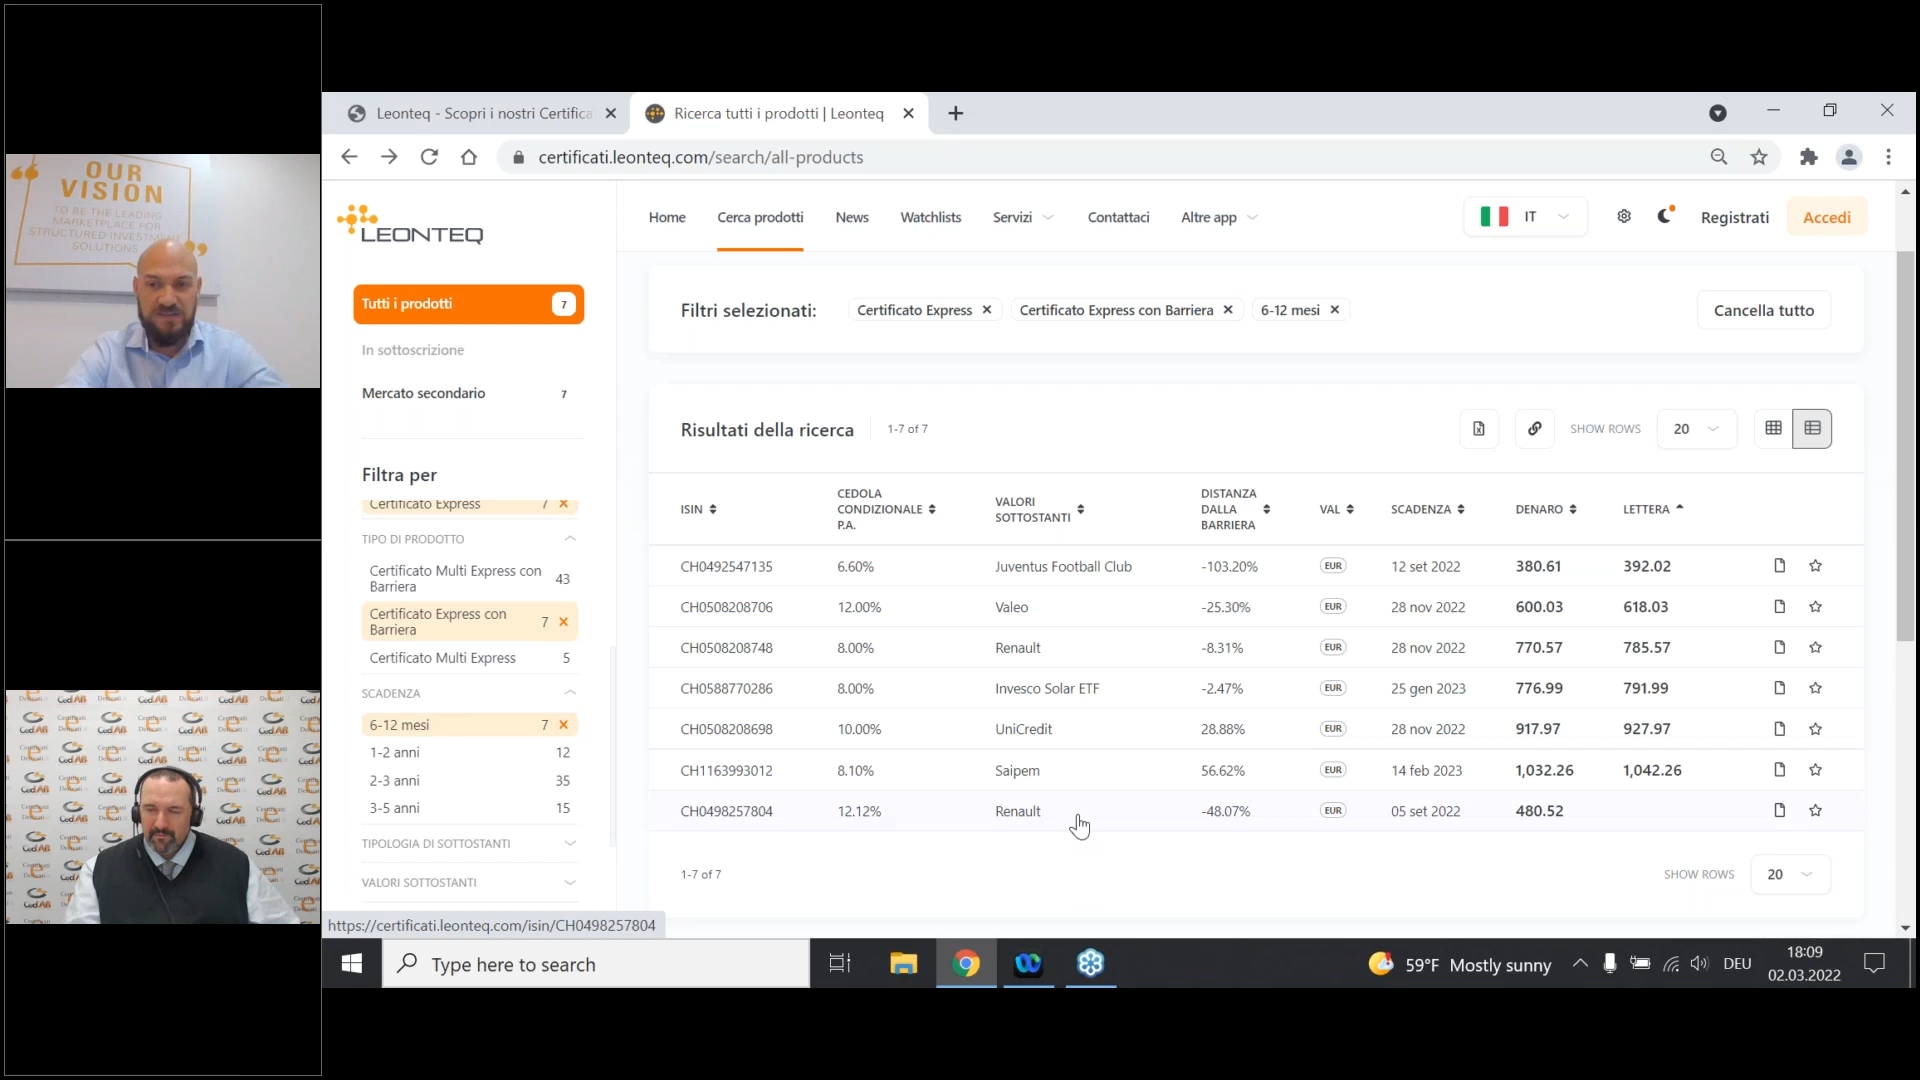 OUR
VISION
TO BE THE LEADING
MARKETPLACE FOR
STRUCTURED INVESTMENT
SOLUTIONS
Leonteq - Scopri i nostri Certifica
Ricerca tutti i prodotti | Leonteq
certificati.leonteq.com/search/all-products
LEONTEQ
Home
Cerca prodotti
News
Watchlists
Servizi
Contattaci
Altre app
IT
Registrati
Accedi
Tutti i prodotti 7
In sottoscrizione
Mercato secondario 7
Filtra per
Certificato Express 7
TIPO DI PRODOTTO
Certificato Multi Express con
Barriera 43
Certificato Express con
Barriera 7
Certificato Multi Express 5
SCADENZA
6-12 mesi 7
1-2 anni 12
2-3 anni 35
3-5 anni 15
TIPOLOGIA DI SOTTOSTANTI
VALORI SOTTOSTANTI
Filtri selezionati: Certificato Express Certificato Express con Barriera 6-12 mesi Cancella tutto
Risultati della ricerca 1-7 of 7 SHOW ROWS 20
ISIN CEDOLA CONDIZIONALE P.A. VALORI SOTTOSTANTI DISTANZA DALLA BARRIERA VAL SCADENZA DENARO LETTERA
CH0492547135 6.60% Juventus Football Club -103.20% EUR 12 set 2022 380.61 392.02
CH0508208706 12.00% Valeo -25.30% EUR 28 nov 2022 600.03 618.03
CH0508208748 8.00% Renault -8.31% EUR 28 nov 2022 770.57 785.57
CH0588770286 8.00% Invesco Solar ETF -2.47% EUR 25 gen 2023 776.99 791.99
CH0508208698 10.00% UniCredit 28.88% EUR 28 nov 2022 917.97 927.97
CH1163993012 8.10% Saipem 56.62% EUR 14 feb 2023 1,032.26 1,042.26
CH0498257804 12.12% Renault -48.07% EUR 05 set 2022 480.52
1-7 of 7 SHOW ROWS 20
https://certificati.leonteq.com/isin/CH0498257804
Type here to search
59°F Mostly sunny
DEU
18:09
02.03.2022
Ced.AB